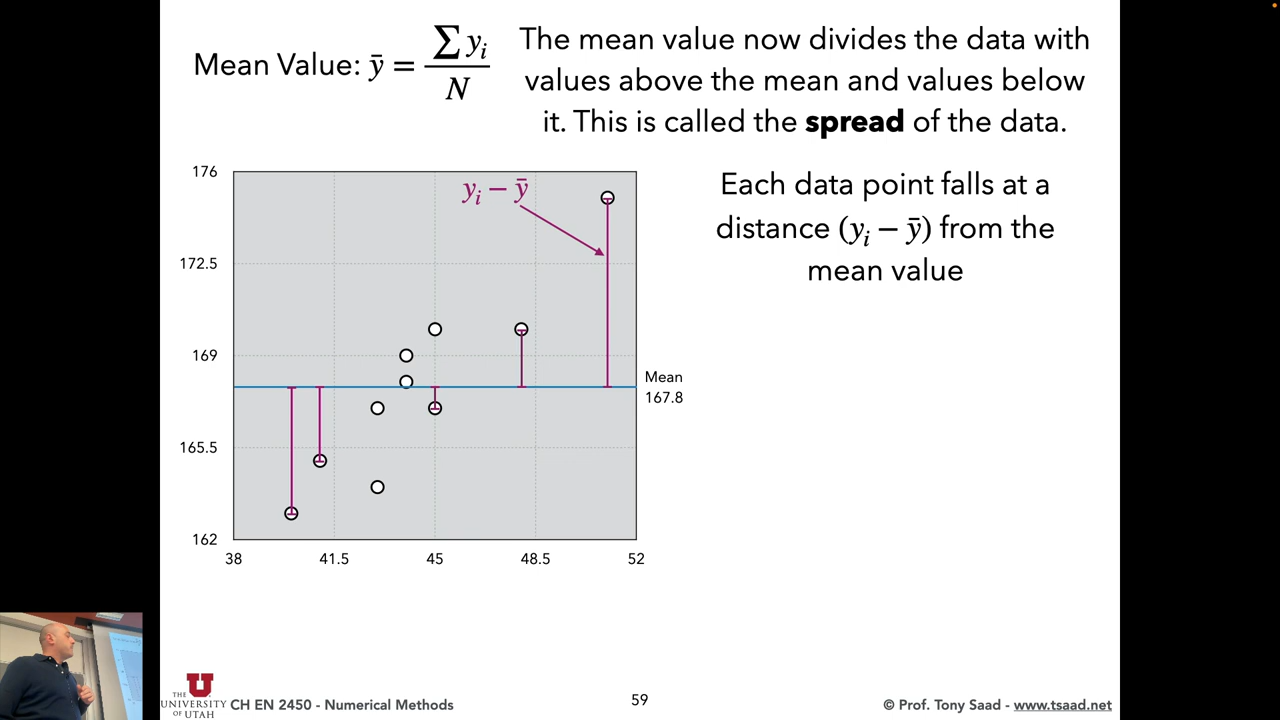 Mean Value: ȳ = ∑ yᵢ / N
The mean value now divides the data with
values above the mean and values below
it. This is called the spread of the data.
Each data point falls at a
distance (yᵢ − ȳ) from the
mean value
yᵢ − ȳ
176
172.5
169
165.5
162
38
41.5
45
48.5
52
Mean
167.8
THE
UNIVERSITY
OF UTAH
CH EN 2450 - Numerical Methods
59
© Prof. Tony Saad - www.tsaad.net